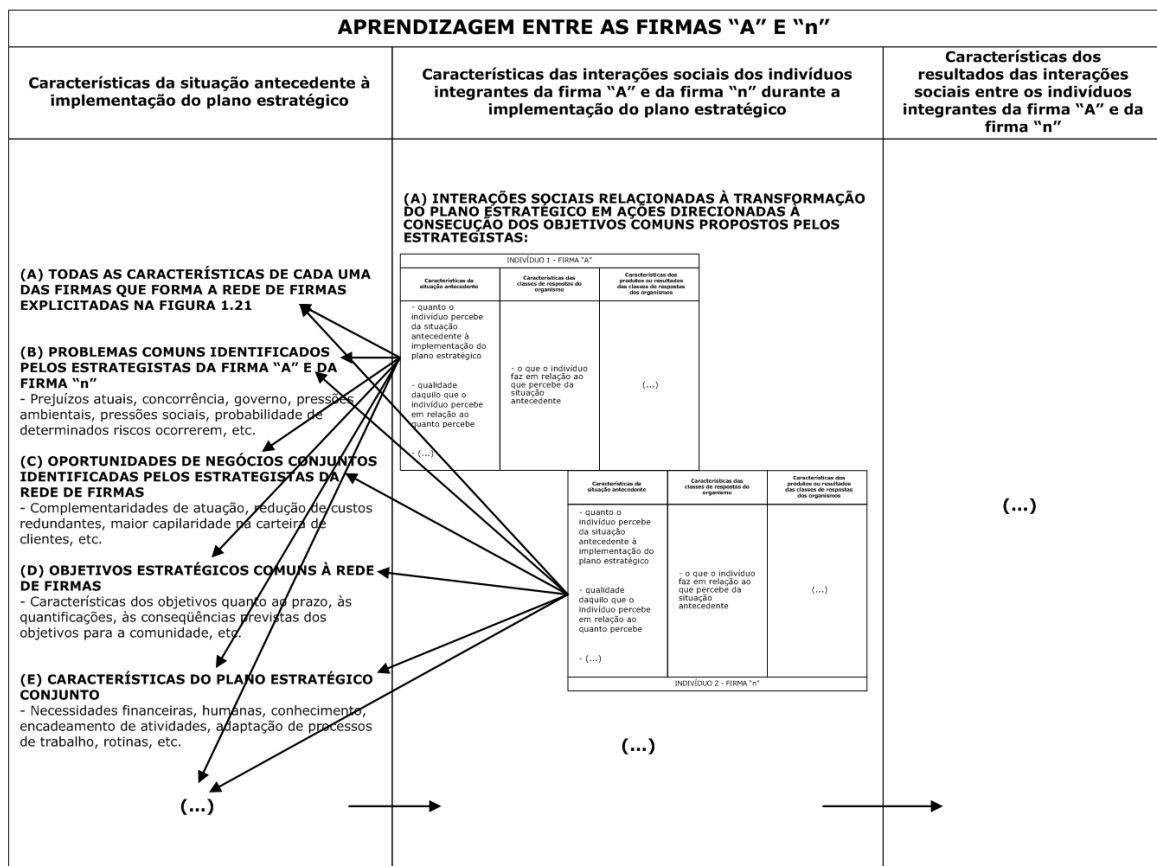 APRENDIZAGEM ENTRE AS FIRMAS “A” E “n”
Características da situação antecedente à
implementação do plano estratégico
Características das interações sociais dos indivíduos
integrantes da firma “A” e da firma “n” durante a
implementação do plano estratégico
Características dos
resultados das interações
sociais entre os indivíduos
integrantes da firma “A” e da
firma “n”
(A) TODAS AS CARACTERÍSTICAS DE CADA UMA
DAS FIRMAS QUE FORMA A REDE DE FIRMAS
EXPLICITADAS NA FIGURA 1.21
(B) PROBLEMAS COMUNS IDENTIFICADOS
PELOS ESTRATEGISTAS DA FIRMA “A” E DA
FIRMA “n”
- Prejuízos atuais, concorrência, governo, pressões
ambientais, pressões sociais, probabilidade de
determinados riscos ocorrerem, etc.
(C) OPORTUNIDADES DE NEGÓCIOS CONJUNTOS
IDENTIFICADAS PELOS ESTRATEGISTAS DA
REDE DE FIRMAS
- Complementaridades de atuação, redução de custos
redundantes, maior capilaridade na carteira de
clientes, etc.
(D) OBJETIVOS ESTRATÉGICOS COMUNS À REDE
DE FIRMAS
- Características dos objetivos quanto ao prazo, às
quantificações, às conseqüências previstas dos
objetivos para a comunidade, etc.
(E) CARACTERÍSTICAS DO PLANO ESTRATÉGICO
CONJUNTO
- Necessidades financeiras, humanas, conhecimento,
encadeamento de atividades, adaptação de processos
de trabalho, rotinas, etc.
(...)
(A) INTERAÇÕES SOCIAIS RELACIONADAS À TRANSFORMAÇÃO
DO PLANO ESTRATÉGICO EM AÇÕES DIRECIONADAS À
CONSECUÇÃO DOS OBJETIVOS COMUNS PROPOSTOS PELOS
ESTRATEGISTAS:
INDIVÍDUO 1 - FIRMA “A”
Características da
situação antecedente
Características das
classes de respostas do
organismo
Características dos
produtos ou resultados
das classes de respostas
dos organismos
- quanto o
indivíduo percebe
da situação
antecedente à
implementação do
plano estratégico
- qualidade
daquilo que o
indivíduo percebe
em relação ao
quanto percebe
- (...)
- o que o indivíduo
faz em relação ao
que percebe da
situação
antecedente
(...)
Características da
situação antecedente
Características das
classes de respostas do
organismo
Características dos
produtos ou resultados
das classes de respostas
dos organismos
- quanto o
indivíduo percebe
da situação
antecedente à
implementação do
plano estratégico
- qualidade
daquilo que o
indivíduo percebe
em relação ao
quanto percebe
- (...)
- o que o indivíduo
faz em relação ao
que percebe da
situação
antecedente
(...)
INDIVÍDUO 2 - FIRMA “n”
(...)
(...)